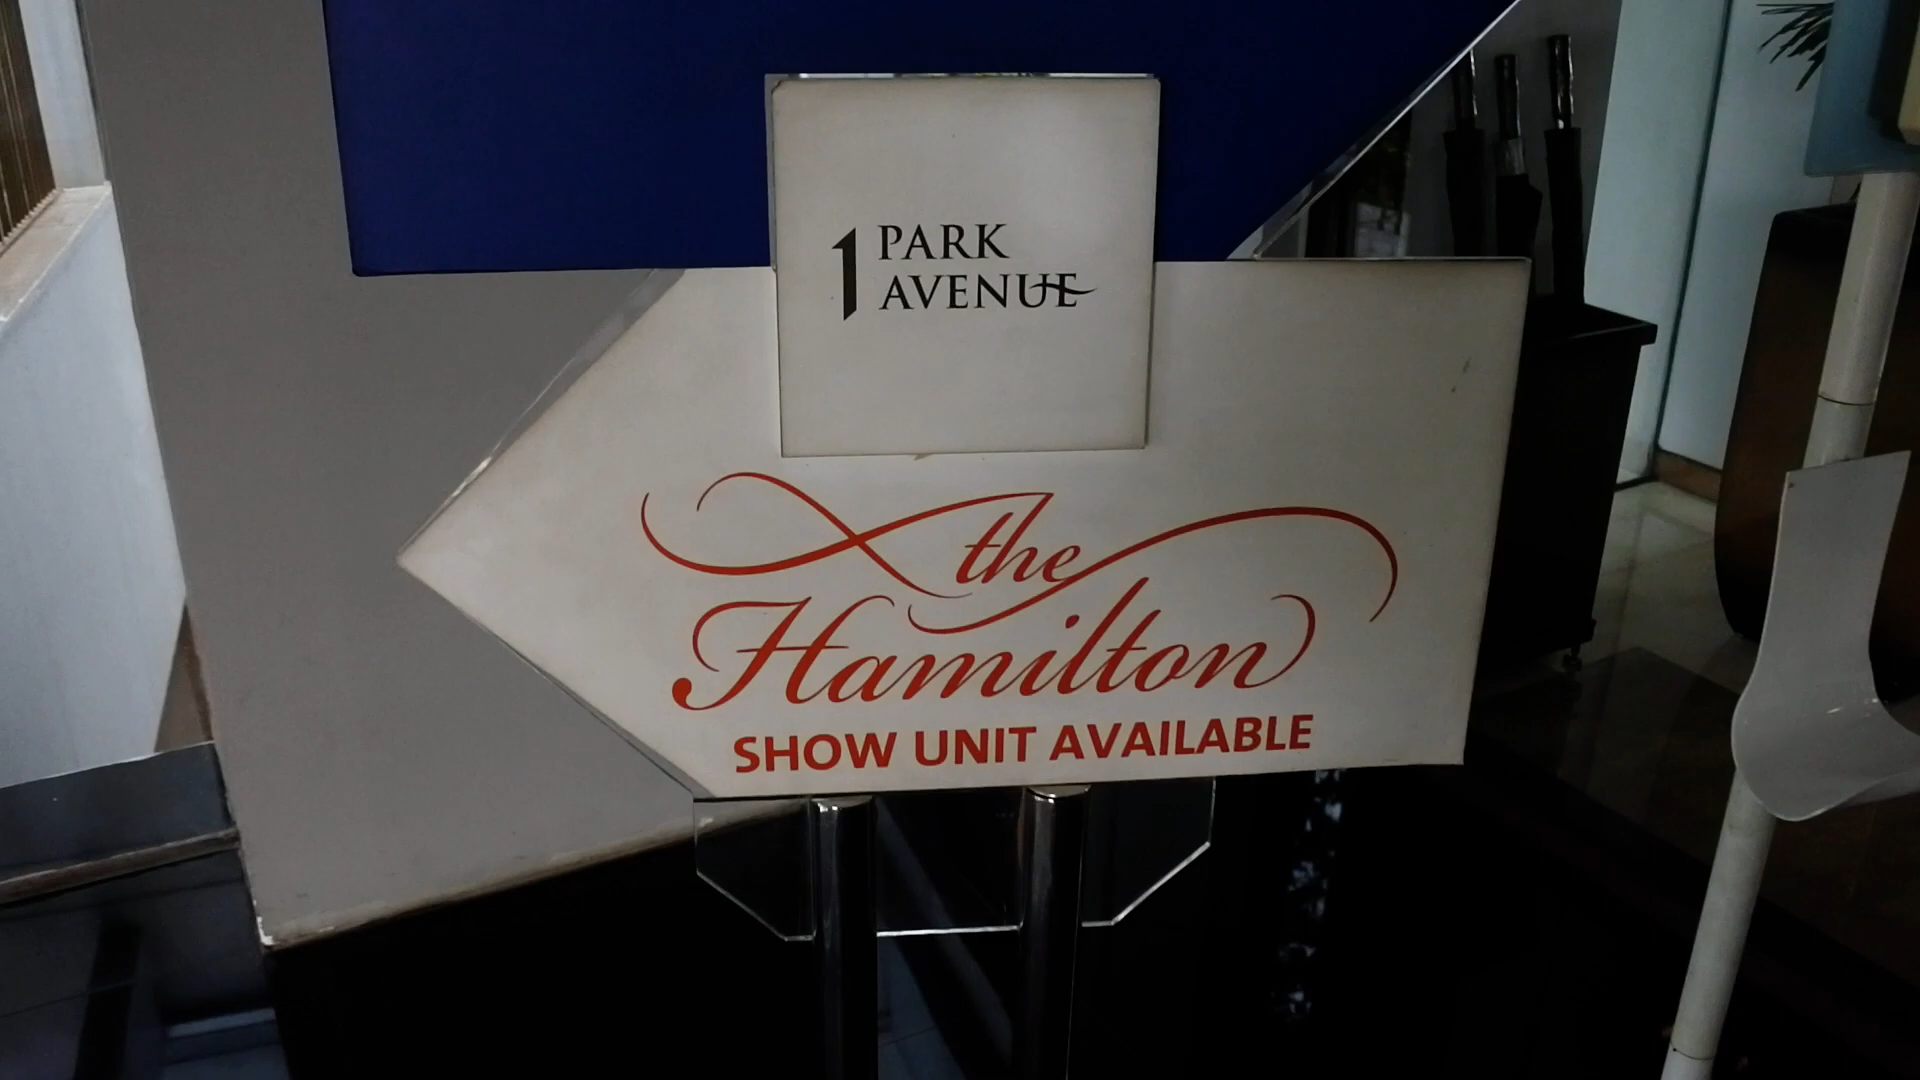 1 PARK
AVENUE
the
Hamilton
SHOW UNIT AVAILABLE